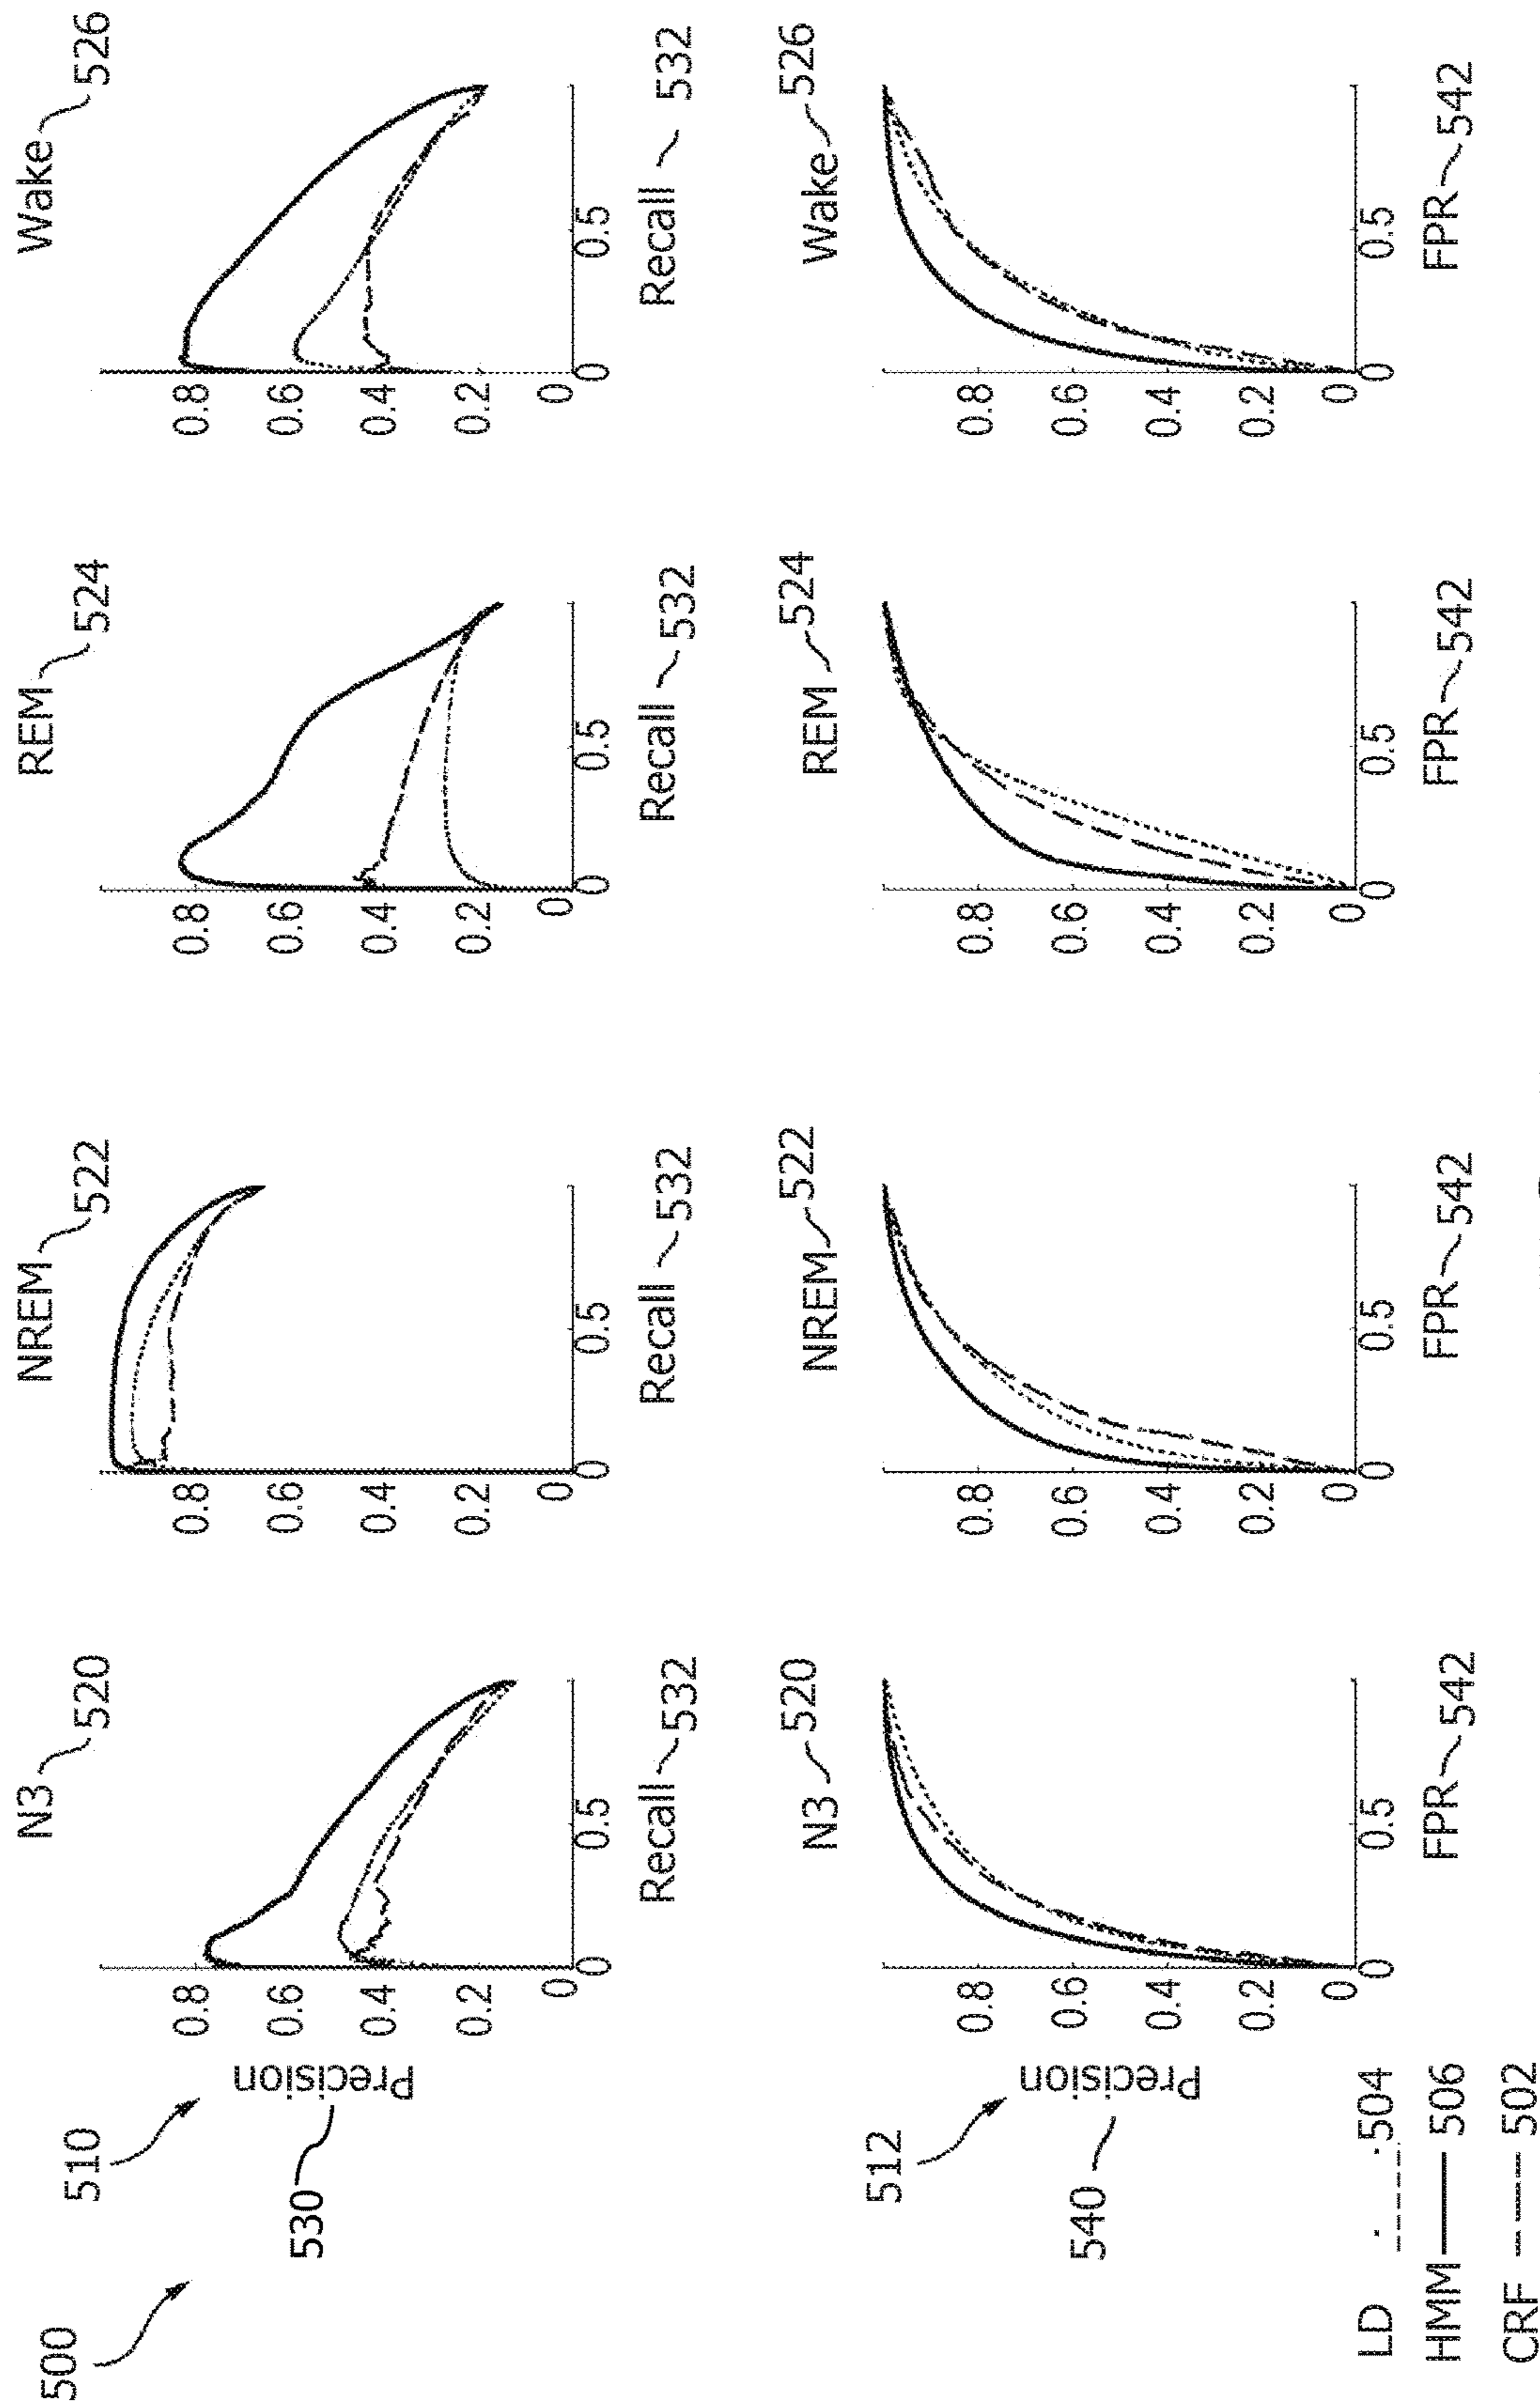 500
510
530
Precision
N3 520
0.8
0.6
0.4
0.2
0
0
0.5
Recall 532
NREM 522
0.8
0.6
0.4
0.2
0
0
0.5
Recall 532
REM 524
0.8
0.6
0.4
0.2
0
0
0.5
Recall 532
Wake 526
0.8
0.6
0.4
0.2
0
0
0.5
Recall 532
512
540
Precision
N3 520
0.8
0.6
0.4
0.2
0
0
0.5
FPR 542
NREM 522
0.8
0.6
0.4
0.2
0
0
0.5
FPR 542
REM 524
0.8
0.6
0.4
0.2
0
0
0.5
FPR 542
Wake 526
0.8
0.6
0.4
0.2
0
0
0.5
FPR 542
LD 504
HMM 506
CRF 502